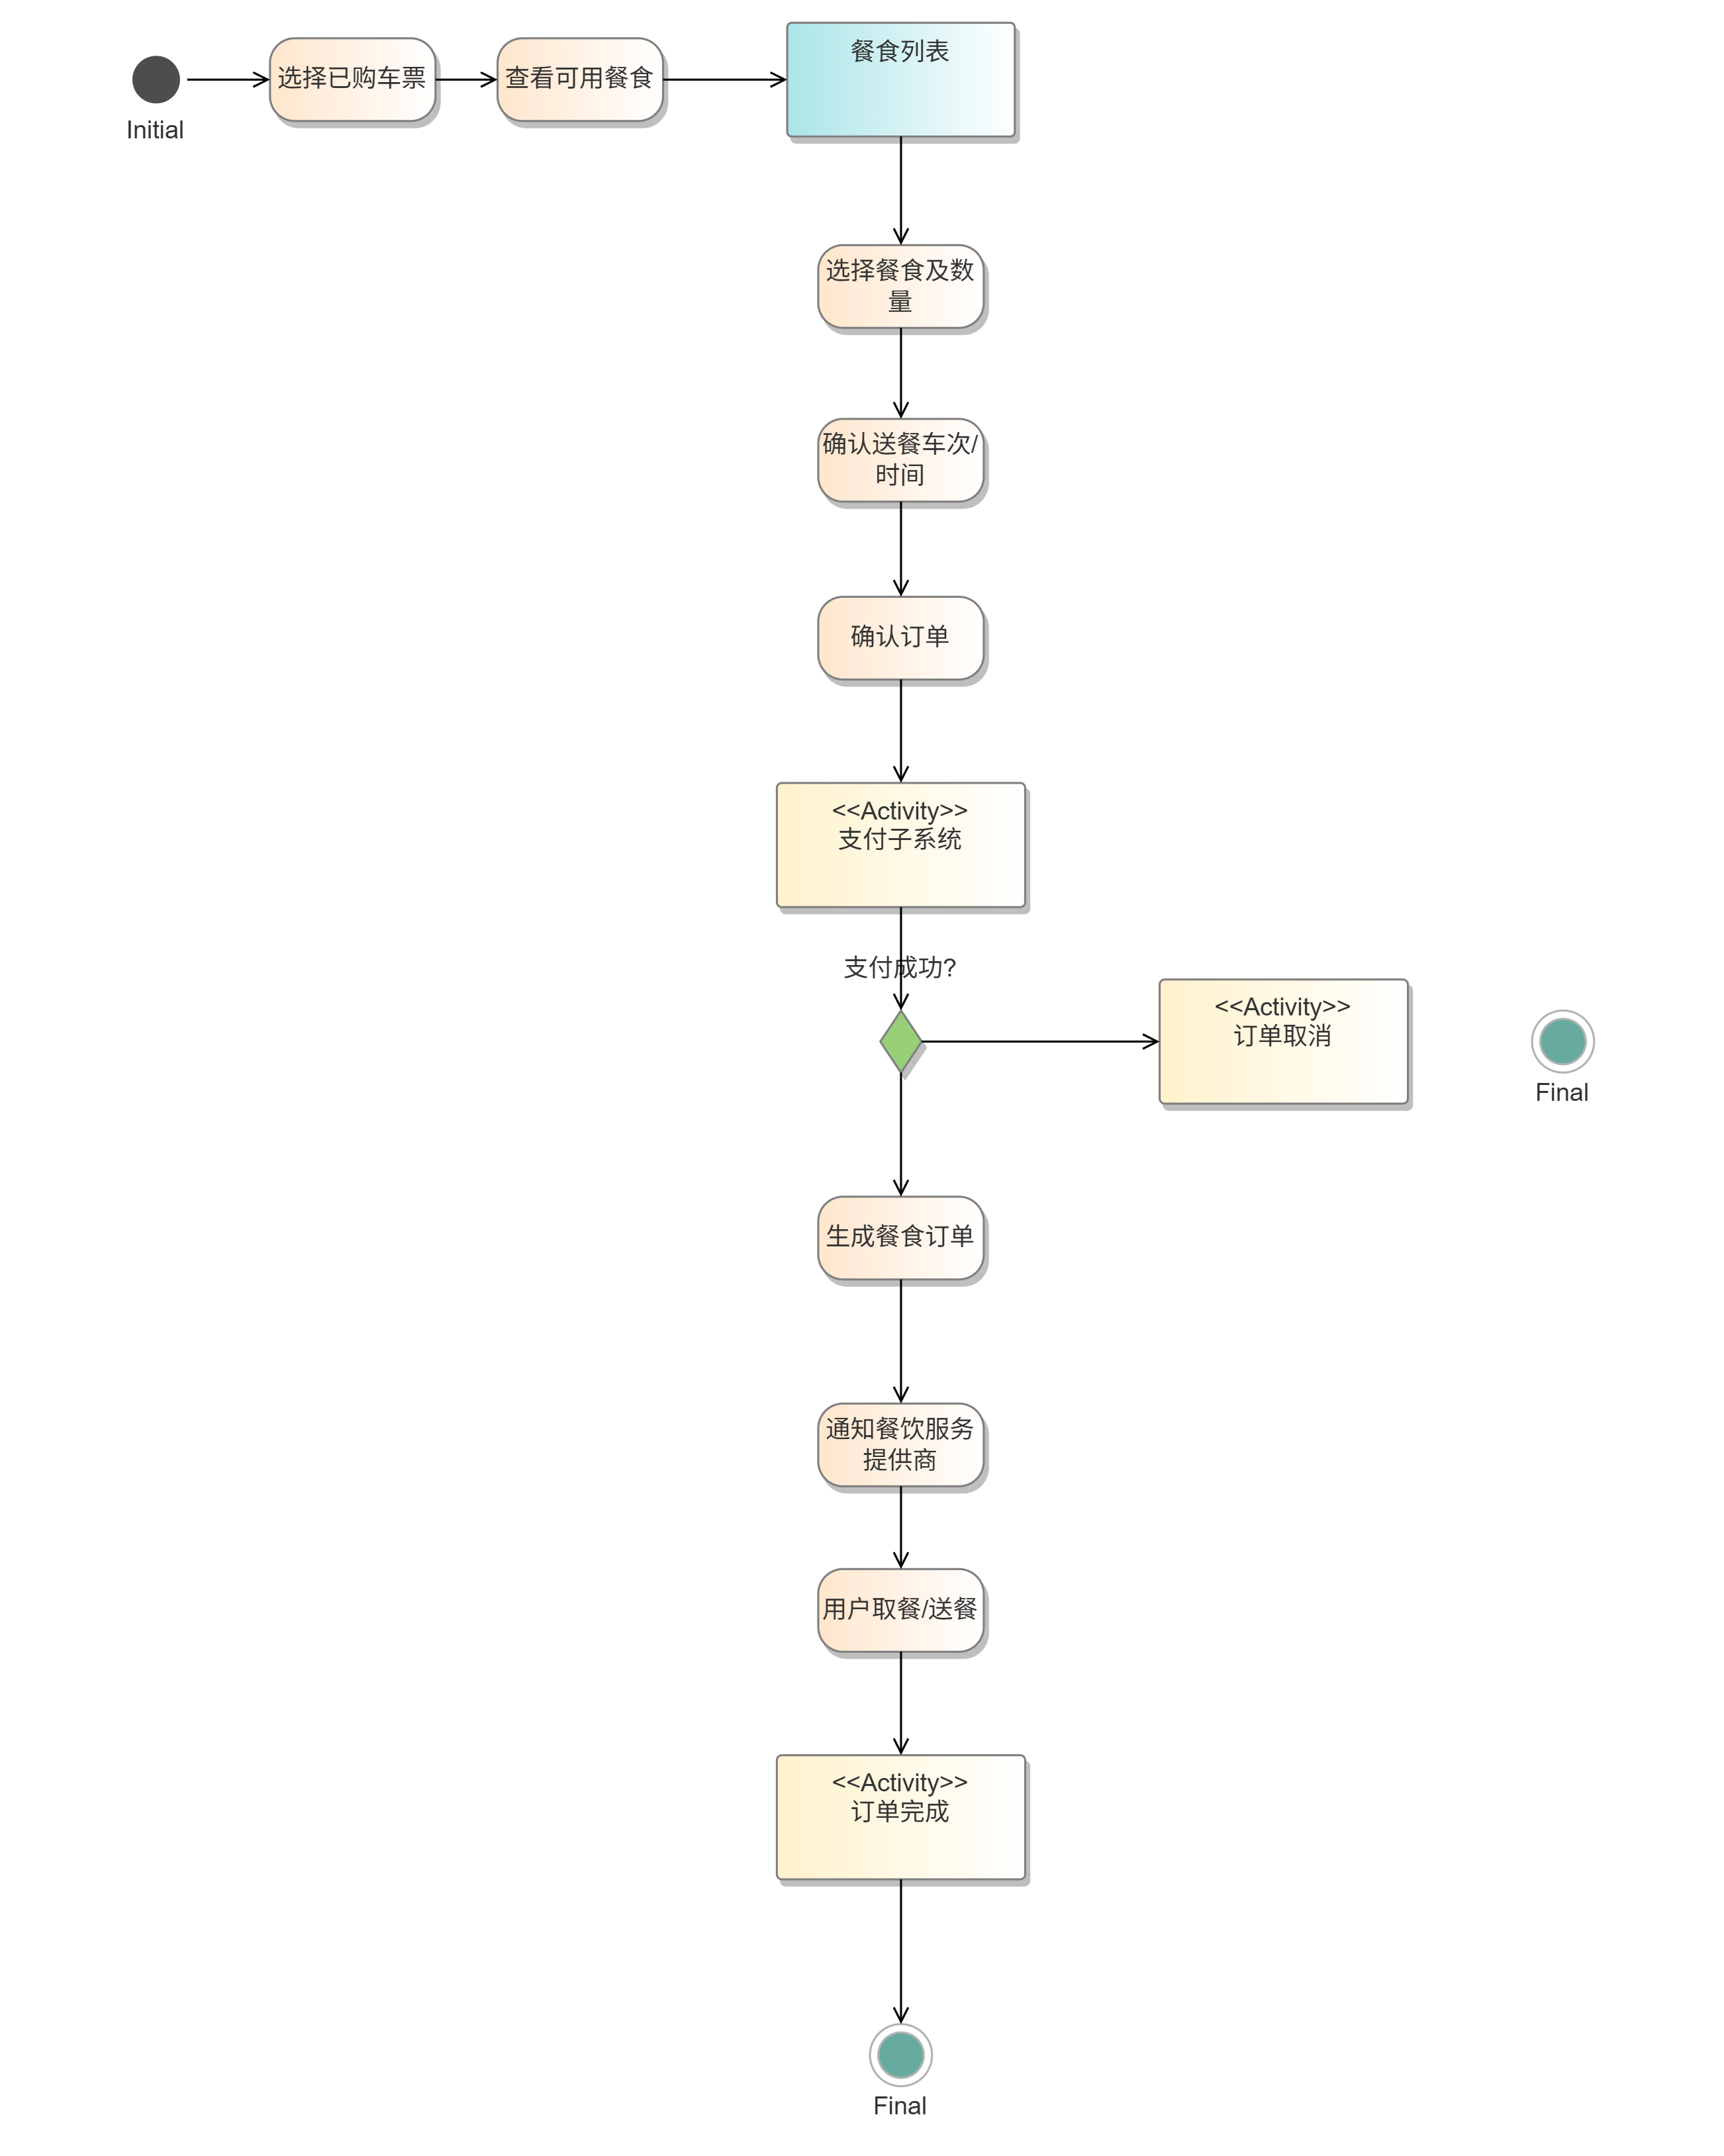 Initial
选择已购车票
查看可用餐食
餐食列表
选择餐食及数
量
确认送餐车次/
时间
确认订单
<<Activity>>
支付子系统
支付成功?
<<Activity>>
订单取消
Final
生成餐食订单
通知餐饮服务
提供商
用户取餐/送餐
<<Activity>>
订单完成
Final